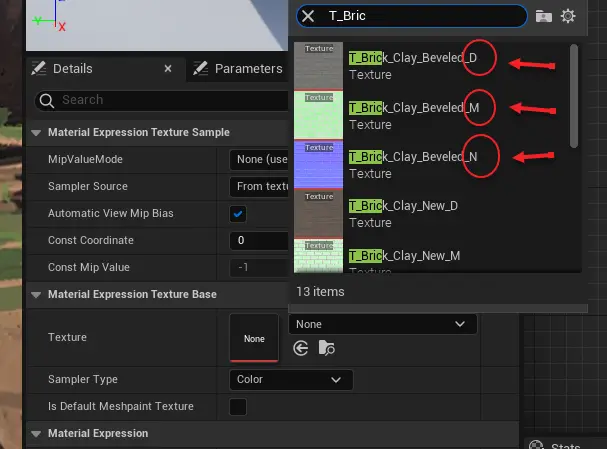 T_Bric
Y
X
Texture
T_Brick_Clay_Beveled_D
Texture
Details
Parameters
Search
Texture
T_Brick_Clay_Beveled_M
Texture
Material Expression Texture Sample
MipValueMode
None (use
Texture
T_Brick_Clay_Beveled_N
Texture
Sampler Source
From textu
Automatic View Mip Bias
Texture
T_Brick_Clay_New_D
Texture
Const Coordinate
0
Texture
T_Brick_Clay_New_M
Texture
Const Mip Value
-1
Material Expression Texture Base
13 items
Texture
None
None
Sampler Type
Color
Is Default Meshpaint Texture
Material Expression
Stats